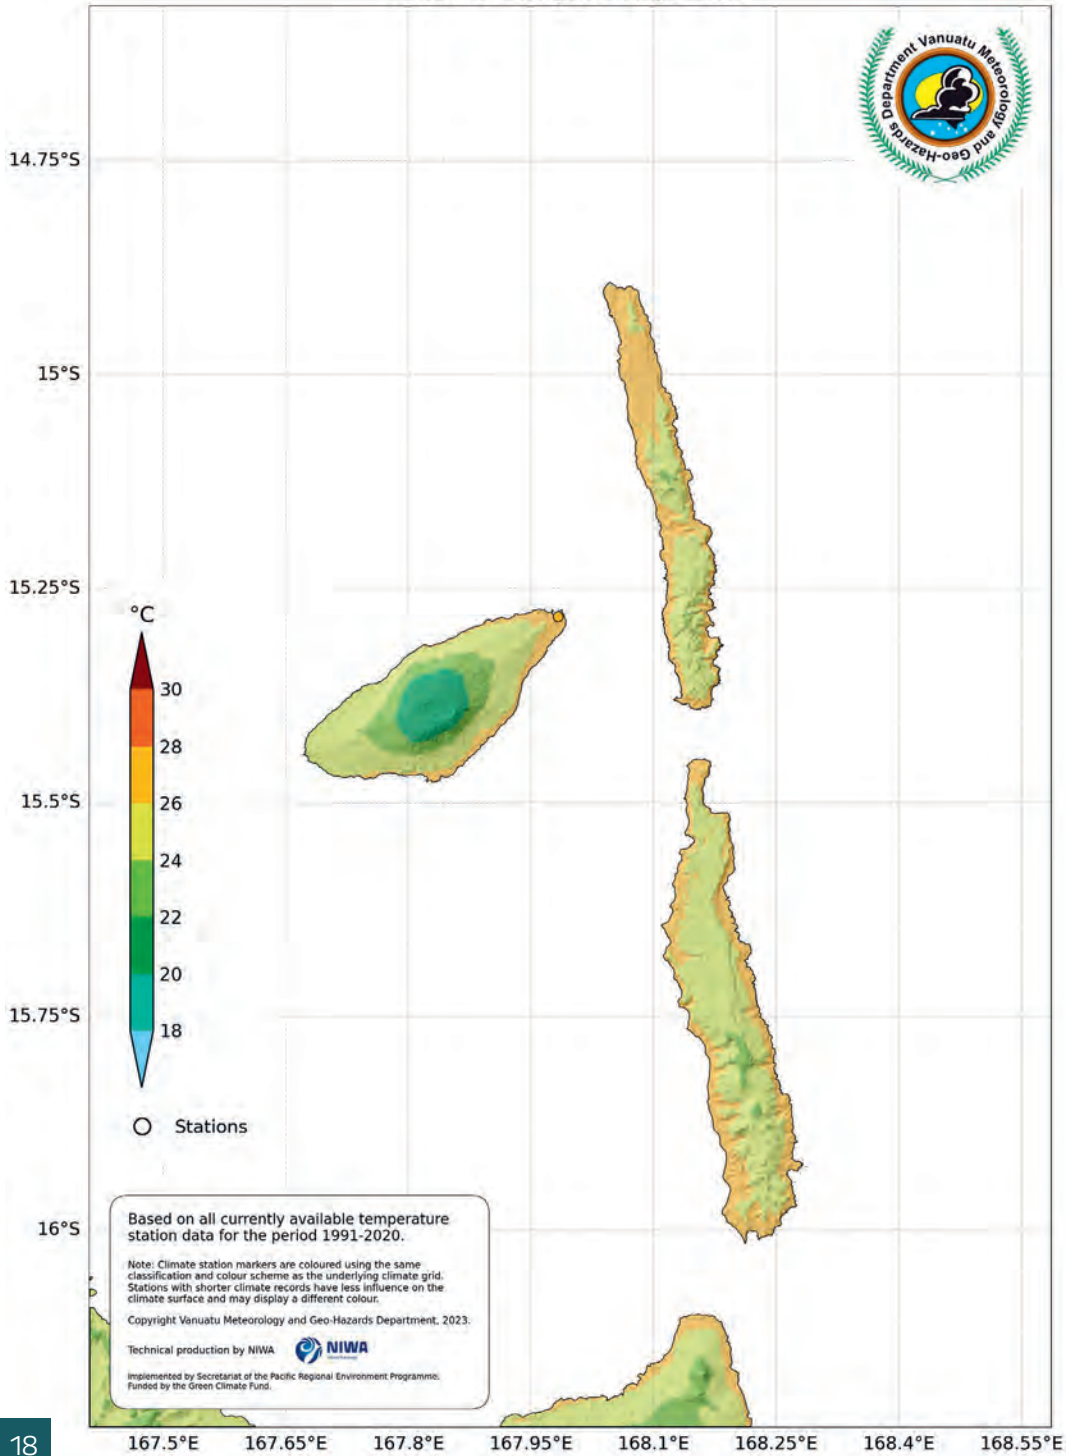 Vanuatu Meteorology and Geo-Hazards Department
14.75°S
15°S
15.25°S
15.5°S
15.75°S
16°S
°C
30
28
26
24
22
20
18
Stations
Based on all currently available temperature
station data for the period 1991-2020.
Note: Climate station markers are coloured using the same
classification and colour scheme as the underlying climate grid.
Stations with shorter climate records have less influence on the
climate surface and may display a different colour.
Copyright Vanuatu Meteorology and Geo-Hazards Department, 2023.
Technical production by NIWA
NIWA
Implemented by Secretariat of the Pacific Regional Environment Programme.
Funded by the Green Climate Fund.
167.5°E 167.65°E 167.8°E 167.95°E 168.1°E 168.25°E 168.4°E 168.55°E
18